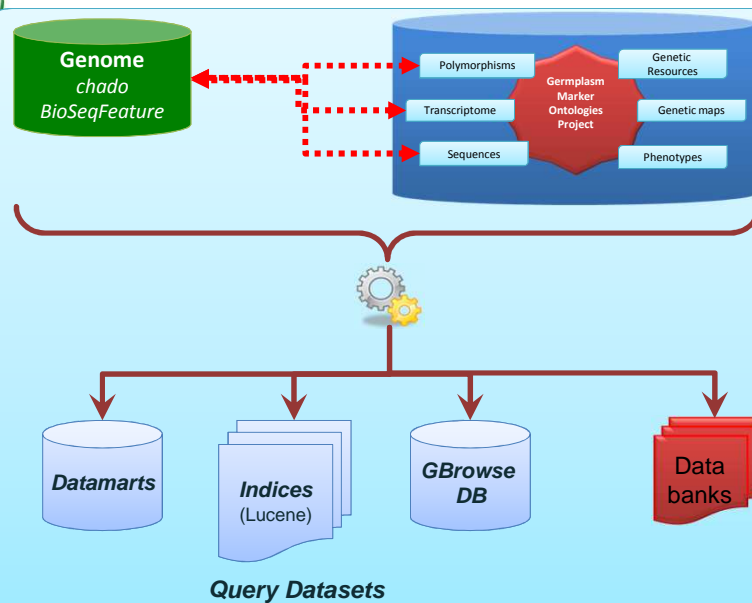 Genome
chado
BioSeqFeature
Polymorphisms
Transcriptome
Sequences
Germplasm
Marker
Ontologies
Project
Genetic
Resources
Genetic maps
Phenotypes
Datamarts
Indices
(Lucene)
GBrowse
DB
Data
banks
Query Datasets